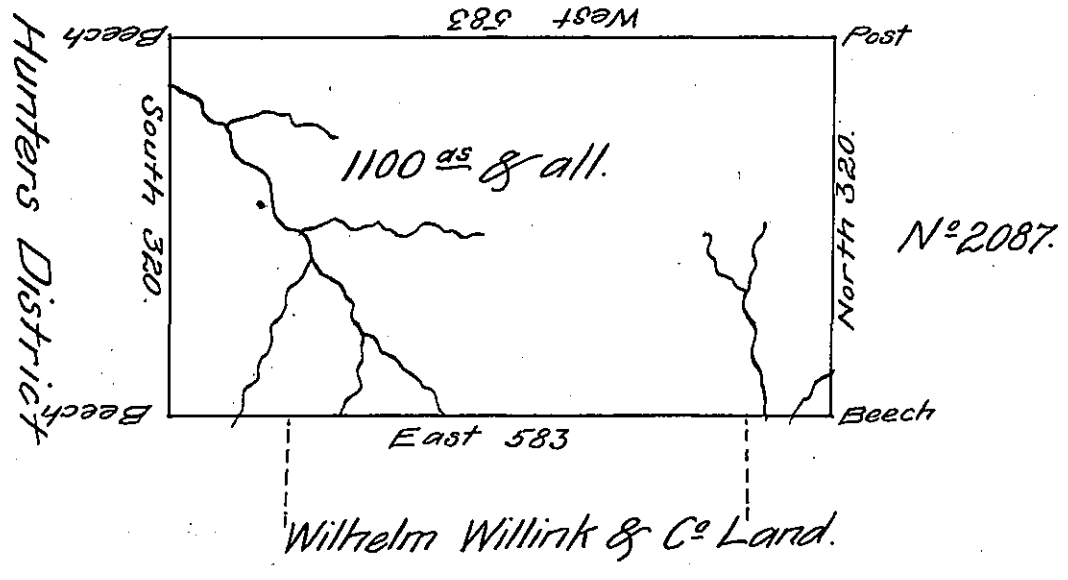 West 583
Beech
Post
Hunters District
South 320.
1100 as & all.
North 320.
No 2087.
Beech
East 583
Beech
Wilhelm Willink & Co Land.